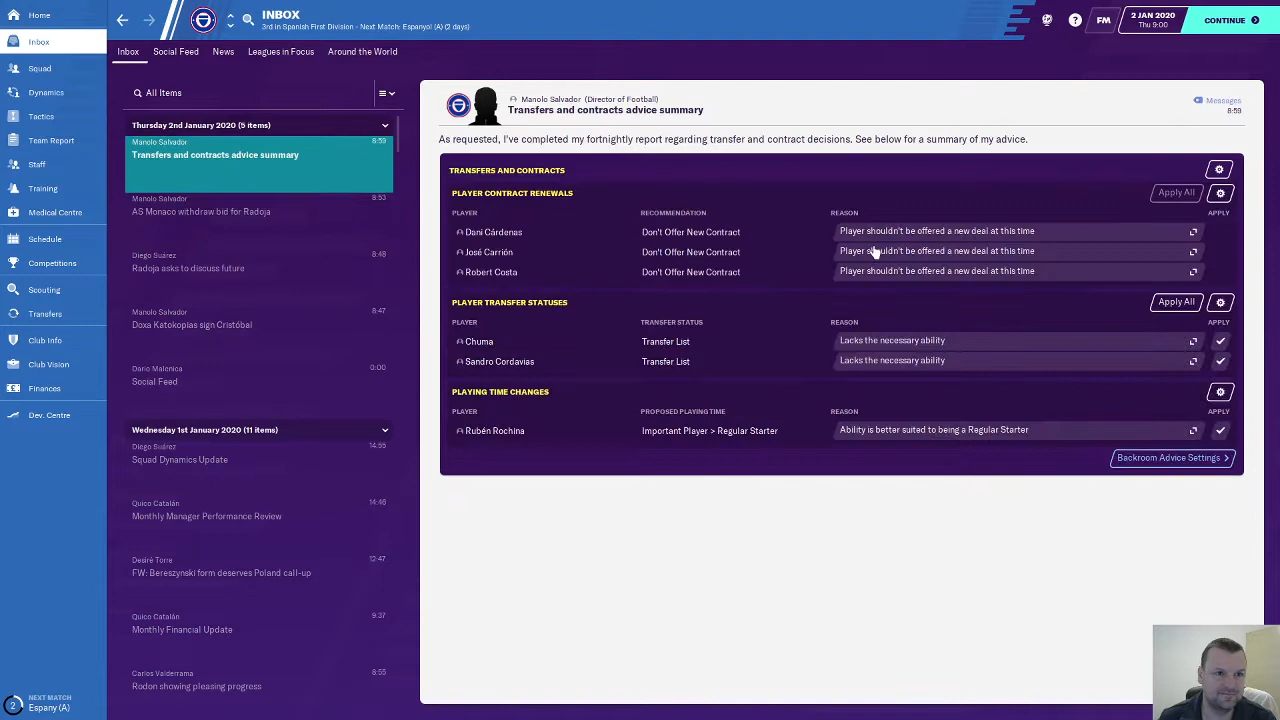 Home
Inbox
Squad
Dynamics
Tactics
Team Report
Staff
Training
Medical Centre
Schedule
Competitions
Scouting
Transfers
Club Info
Club Vision
Finances
Dev. Centre
2
NEXT MATCH
Espany (A)
INBOX
3rd in Spanish First Division - Next Match: Espanyol (A) (2 days)
FM
2 JAN 2020
Thu 9:00
CONTINUE
Inbox
Social Feed
News
Leagues in Focus
Around the World
All Items
Thursday 2nd January 2020 (5 items)
Manolo Salvador 8:59
Transfers and contracts advice summary
Manolo Salvador 8:53
AS Monaco withdraw bid for Radoja
Diego Suárez 8:48
Radoja asks to discuss future
Manolo Salvador 8:47
Doxa Katokopias sign Cristóbal
Dario Malenica 0:00
Social Feed
Wednesday 1st January 2020 (11 items)
Diego Suárez 14:55
Squad Dynamics Update
Quico Catalán 14:46
Monthly Manager Performance Review
Desiré Torre 12:47
FW: Bereszynski form deserves Poland call-up
Quico Catalán 9:37
Monthly Financial Update
Carlos Valderrama 8:55
Rodon showing pleasing progress
Manolo Salvador (Director of Football)
Transfers and contracts advice summary
Messages
8:59
As requested, I've completed my fortnightly report regarding transfer and contract decisions. See below for a summary of my advice.
TRANSFERS AND CONTRACTS
PLAYER CONTRACT RENEWALS Apply All
PLAYER RECOMMENDATION REASON APPLY
Dani Cárdenas Don't Offer New Contract Player shouldn't be offered a new deal at this time
José Carrión Don't Offer New Contract Player shouldn't be offered a new deal at this time
Robert Costa Don't Offer New Contract Player shouldn't be offered a new deal at this time
PLAYER TRANSFER STATUSES Apply All
PLAYER TRANSFER STATUS REASON APPLY
Chuma Transfer List Lacks the necessary ability
Sandro Cordavias Transfer List Lacks the necessary ability
PLAYING TIME CHANGES
PLAYER PROPOSED PLAYING TIME REASON APPLY
Rubén Rochina Important Player > Regular Starter Ability is better suited to being a Regular Starter
Backroom Advice Settings